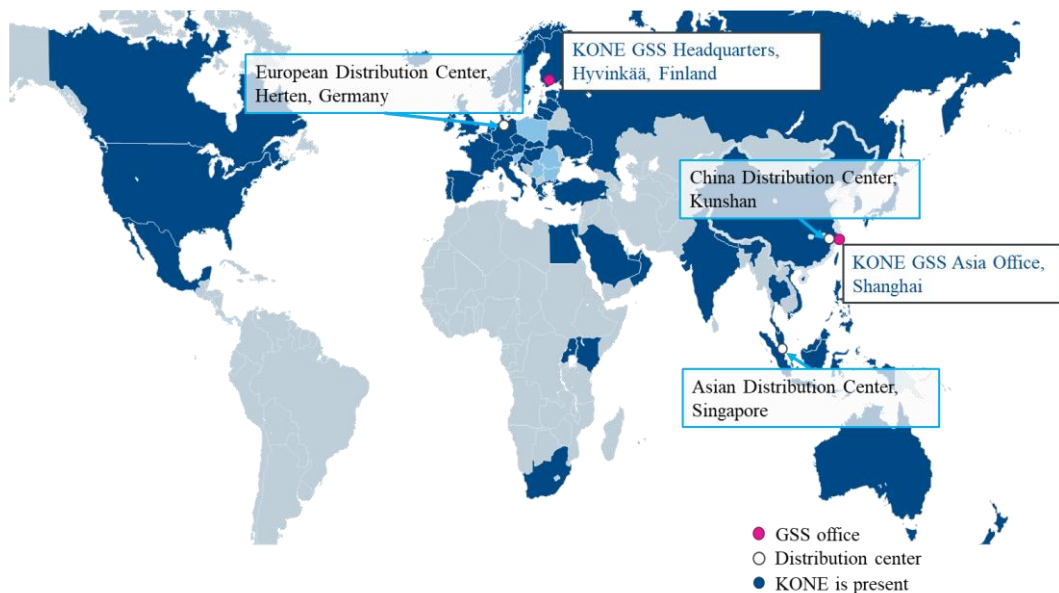 KONE GSS Headquarters,
Hyvinkää, Finland
European Distribution Center,
Herten, Germany
China Distribution Center,
Kunshan
KONE GSS Asia Office,
Shanghai
Asian Distribution Center,
Singapore
GSS office
Distribution center
KONE is present